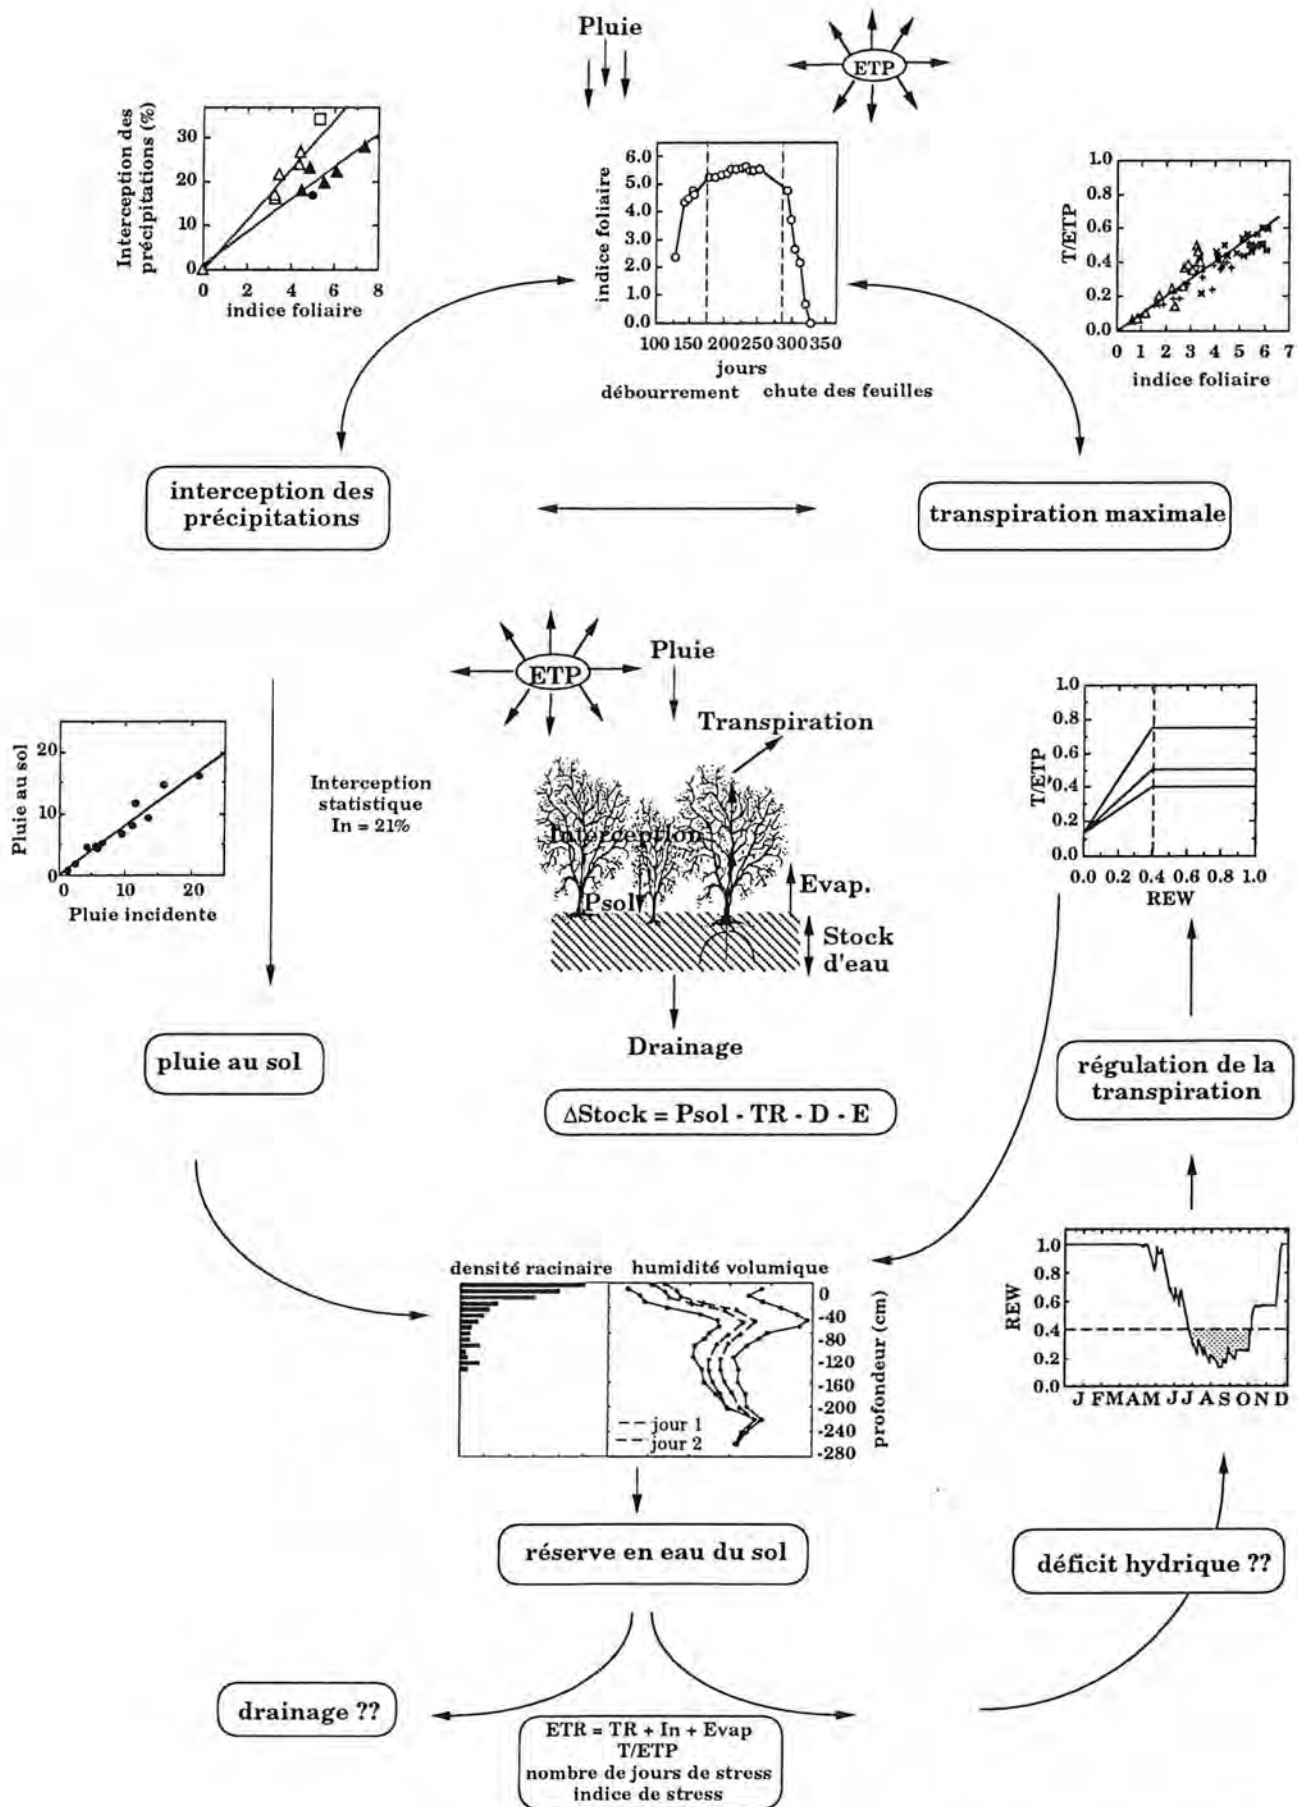 Pluie
ETP
Interception des
précipitations (%)
30
20
10
0
0 2 4 6 8
indice foliaire
indice foliaire
6.0
5.0
4.0
3.0
2.0
1.0
0.0
100 150 200 250 300 350
jours
débourrement chute des feuilles
T/ETP
1.0
0.8
0.6
0.4
0.2
0.0
0 1 2 3 4 5 6 7
indice foliaire
interception des
précipitations
transpiration maximale
ETP
Pluie
Transpiration
Interception
Psol
Evap.
Stock
d'eau
Drainage
ΔStock = Psol - TR - D - E
Pluie au sol
20
10
0
0 10 20
Pluie incidente
Interception
statistique
In = 21%
pluie au sol
T/ETP
1.0
0.8
0.6
0.4
0.2
0.0
0.0 0.2 0.4 0.6 0.8 1.0
REW
régulation de la
transpiration
REW
1.0
0.8
0.6
0.4
0.2
0.0
J F M A M J J A S O N D
densité racinaire humidité volumique
0
-40
-80
-120
-160
-200
-240
-280
profondeur (cm)
jour 1
jour 2
réserve en eau du sol
déficit hydrique ??
drainage ??
ETR = TR + In + Evap
T/ETP
nombre de jours de stress
indice de stress